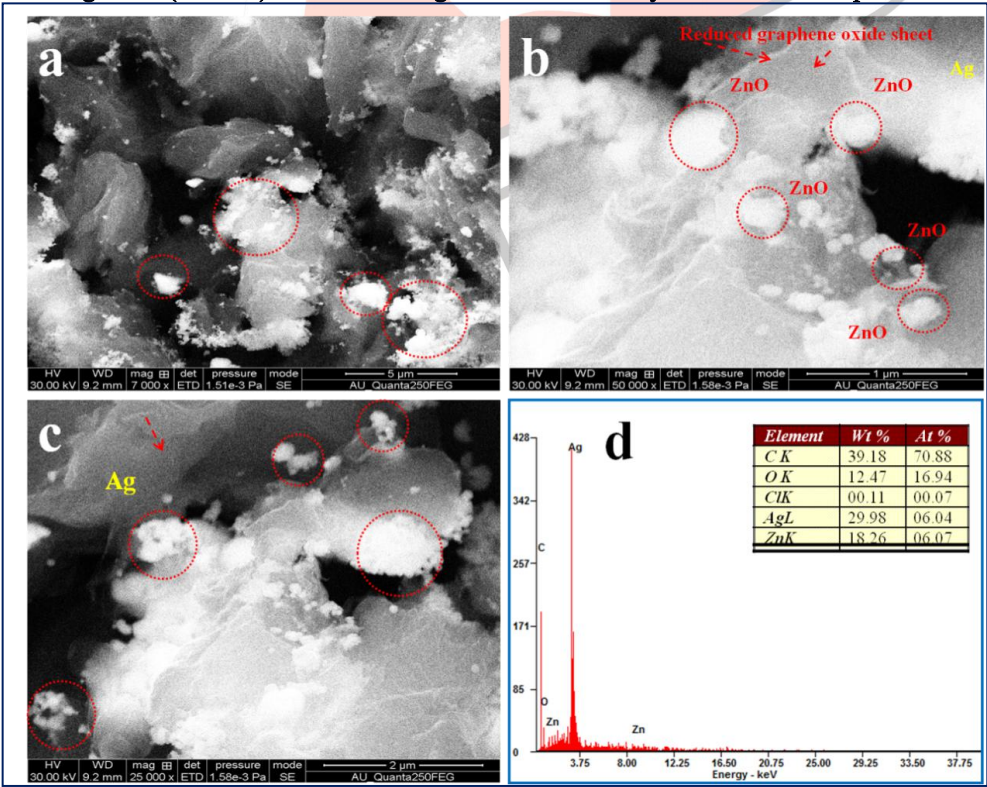 a
HV WD mag ⊞ det pressure mode 5 µm
30.00 kV 9.2 mm 7 000 x ETD 1.51e-3 Pa SE AU_Quanta250FEG
b
Reduced graphene oxide sheet
ZnO ZnO Ag
ZnO
ZnO
ZnO
HV WD mag ⊞ det pressure mode 1 µm
30.00 kV 9.2 mm 50 000 x ETD 1.58e-3 Pa SE AU_Quanta250FEG
c
Ag
HV WD mag ⊞ det pressure mode 2 µm
30.00 kV 9.2 mm 25 000 x ETD 1.58e-3 Pa SE AU_Quanta250FEG
d
Element Wt % At %
C K 39.18 70.88
O K 12.47 16.94
ClK 00.11 00.07
AgL 29.98 06.04
ZnK 18.26 06.07
428
342
257
171
85
0
Ag
C
O
Zn
Zn
3.75 8.00 12.25 16.50 20.75 25.00 29.25 33.50 37.75
Energy - keV